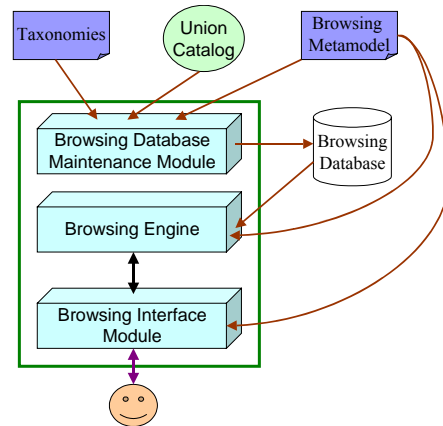 Taxonomies
Union
Catalog
Browsing
Metamodel
Browsing Database
Maintenance Module
Browsing
Database
Browsing Engine
Browsing Interface
Module